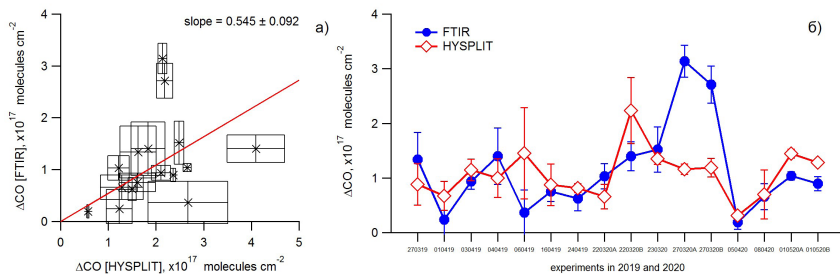 slope = 0.545 ± 0.092
а)
4
3
2
1
0
ΔCO [FTIR], x10¹⁷ molecules cm⁻²
0 1 2 3 4 5
ΔCO [HYSPLIT], x10¹⁷ molecules cm⁻²
б)
FTIR
HYSPLIT
4
3
2
1
0
ΔCO, x10¹⁷ molecules cm⁻²
270319 010419 030419 040419 060419 160419 240419 220320A 220320B 290320 270320A 270320B 050420 080420 010520A 010520B
experiments in 2019 and 2020